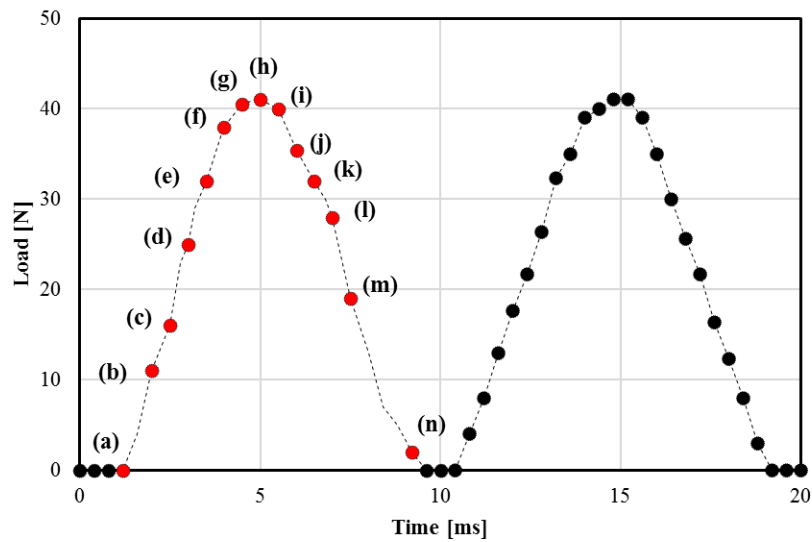 50
40
30
20
10
0
Load [N]
(a)
(b)
(c)
(d)
(e)
(f)
(g)
(h)
(i)
(j)
(k)
(l)
(m)
(n)
0 5 10 15 20
Time [ms]